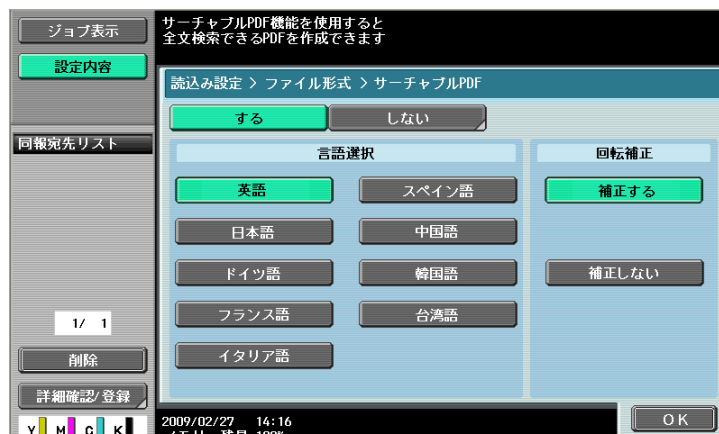 ジョブ表示
設定内容
サーチャブルPDF機能を使用すると
全文検索できるPDFを作成できます
読込み設定 > ファイル形式 > サーチャブルPDF
する
しない
同報宛先リスト
言語選択
回転補正
英語
スペイン語
補正する
日本語
中国語
ドイツ語
韓国語
補正しない
フランス語
台湾語
イタリア語
1/ 1
削除
詳細確認/登録
Y M C K
2009/02/27 14:16
メモリー残量 100%
OK